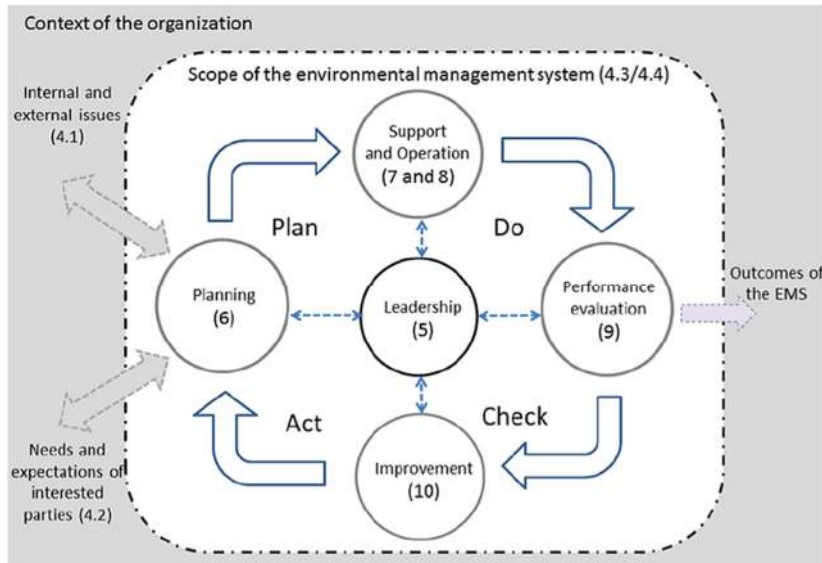 Context of the organization
Scope of the environmental management system (4.3/4.4)
Internal and
external issues
(4.1)
Support
and Operation
(7 and 8)
Plan
Do
Planning
(6)
Leadership
(5)
Performance
evaluation
(9)
Outcomes of
the EMS
Act
Check
Improvement
(10)
Needs and
expectations of
interested
parties (4.2)